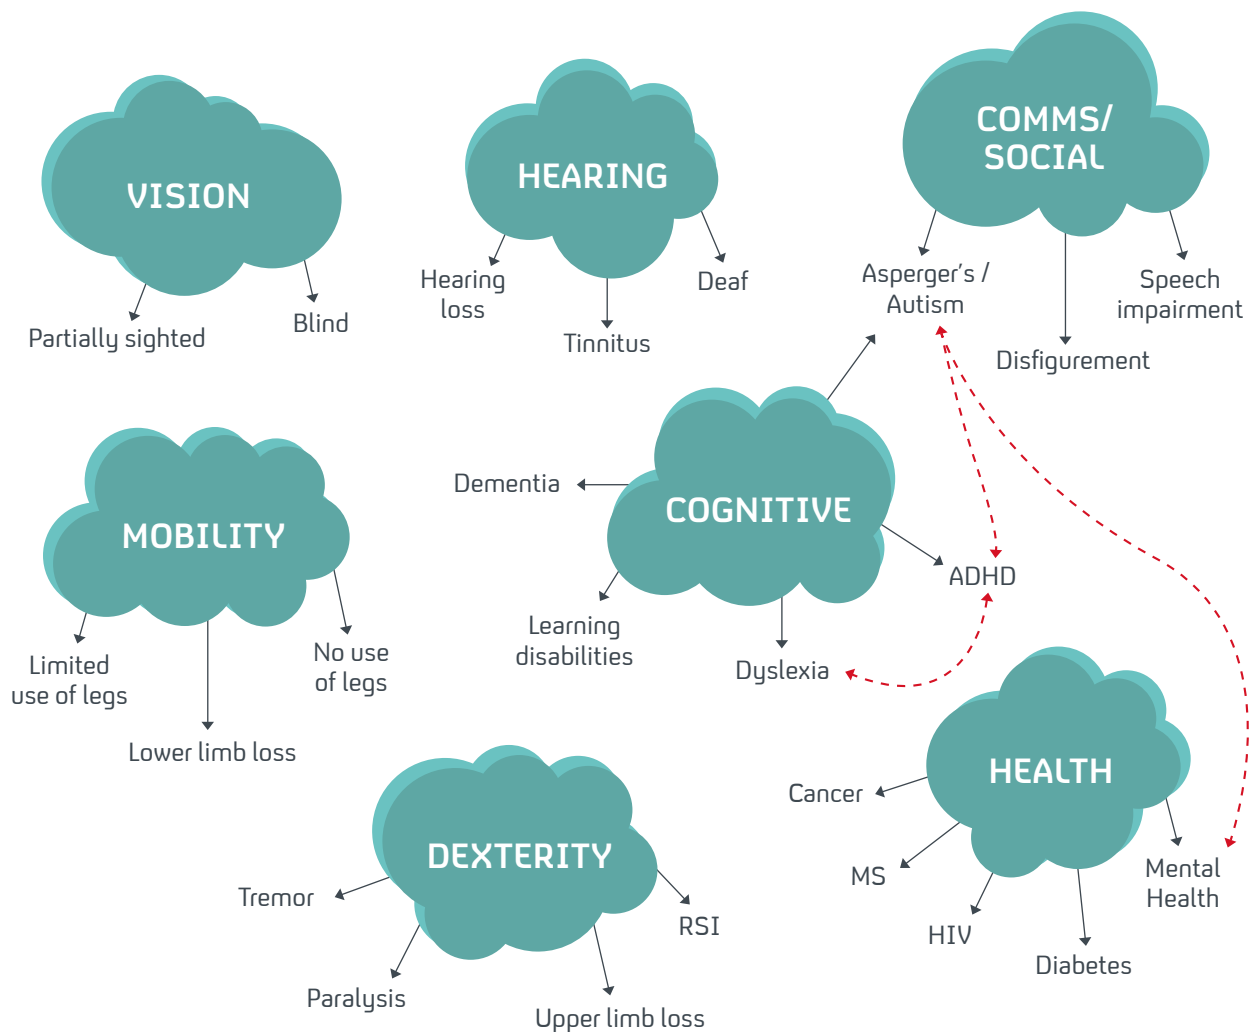 VISION
Partially sighted
Blind
HEARING
Hearing
loss
Tinnitus
Deaf
COMMS/
SOCIAL
Asperger's /
Autism
Disfigurement
Speech
impairment
MOBILITY
Limited
use of legs
Lower limb loss
No use
of legs
COGNITIVE
Dementia
Learning
disabilities
Dyslexia
ADHD
DEXTERITY
Tremor
Paralysis
Upper limb loss
RSI
HEALTH
Cancer
MS
HIV
Diabetes
Mental
Health